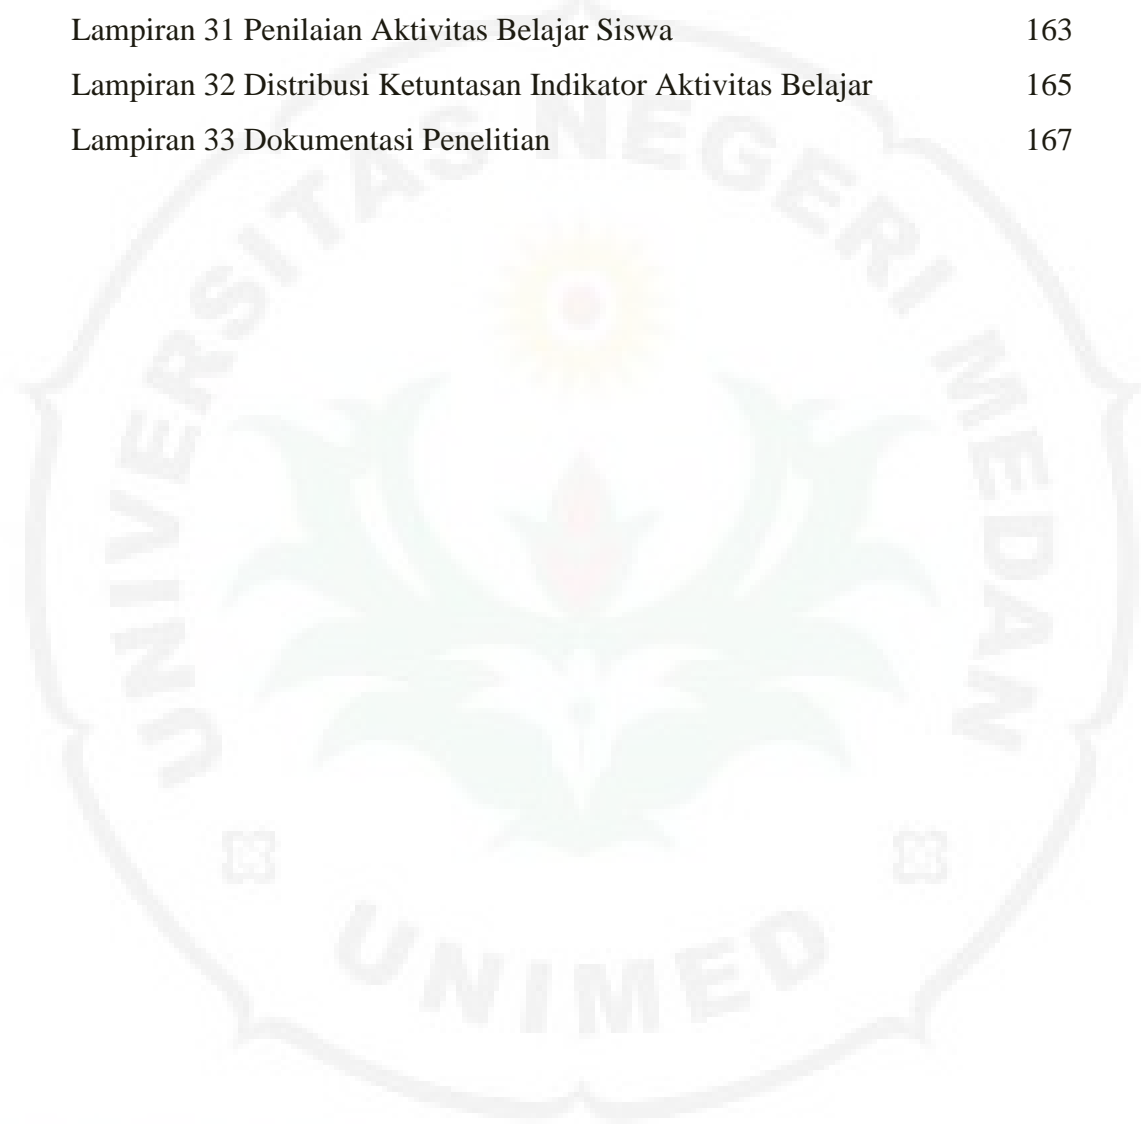 Lampiran 31 Penilaian Aktivitas Belajar Siswa 163
Lampiran 32 Distribusi Ketuntasan Indikator Aktivitas Belajar 165
Lampiran 33 Dokumentasi Penelitian 167
UNIVERSITAS NEGERI MEDAN
UNIMED